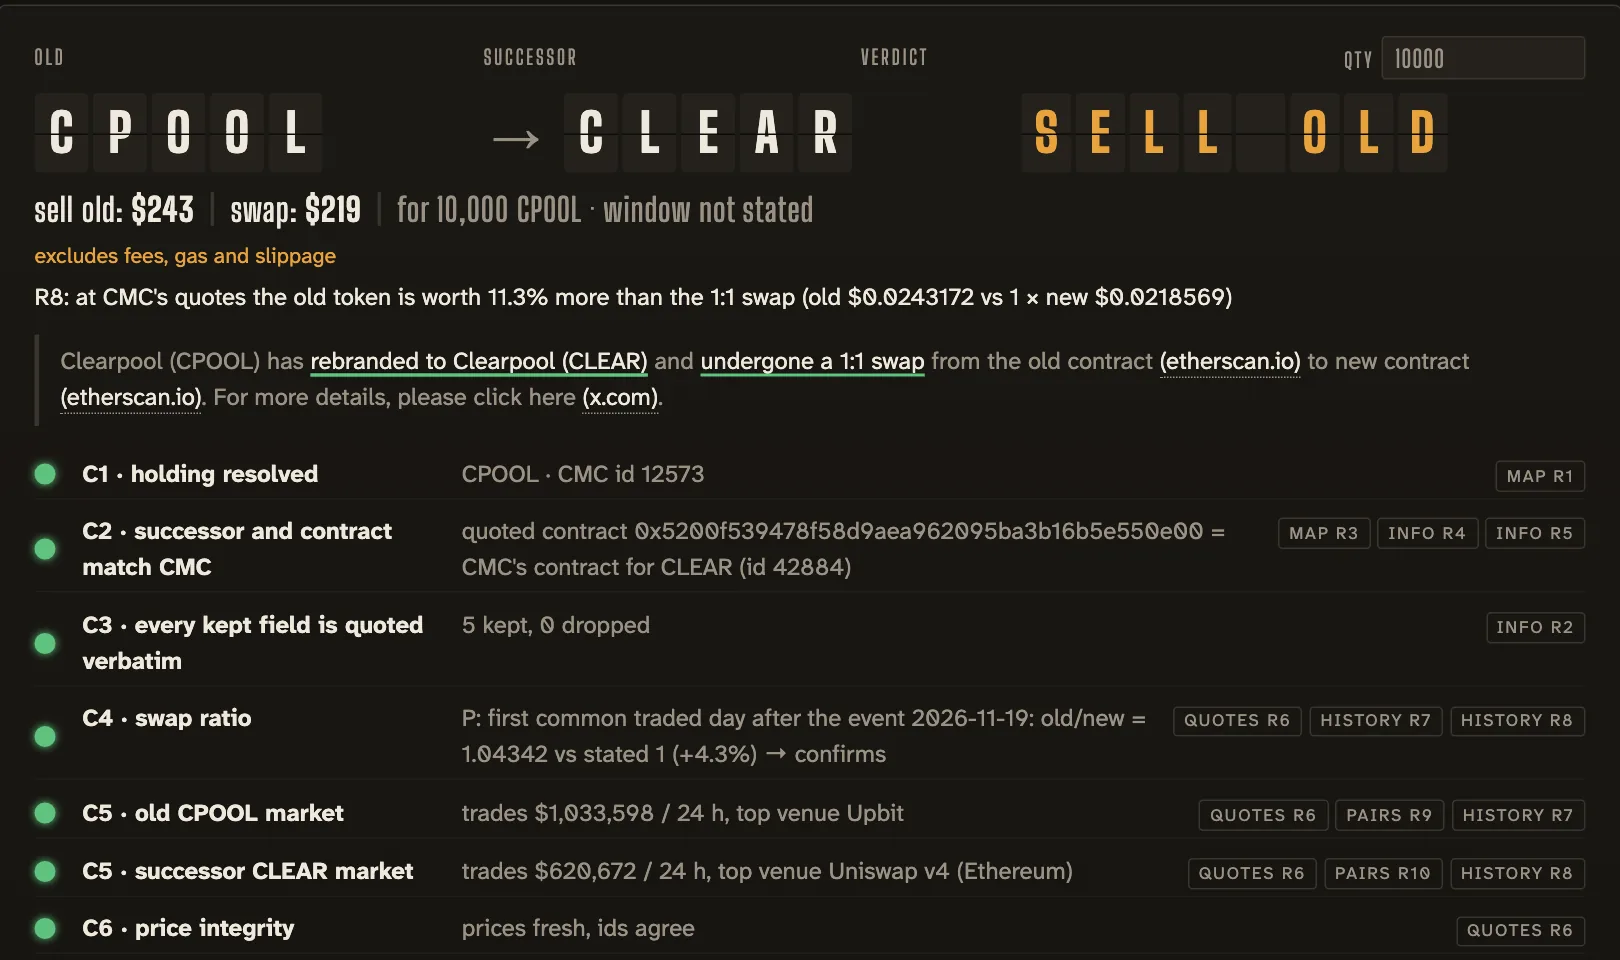 OLD SUCCESSOR VERDICT QTY 10000
CPOOL → CLEAR SELL OLD
sell old: $243 | swap: $219 | for 10,000 CPOOL · window not stated
excludes fees, gas and slippage
R8: at CMC's quotes the old token is worth 11.3% more than the 1:1 swap (old $0.0243172 vs 1 × new $0.0218569)
Clearpool (CPOOL) has rebranded to Clearpool (CLEAR) and undergone a 1:1 swap from the old contract (etherscan.io) to new contract
(etherscan.io). For more details, please click here (x.com).
C1 · holding resolved CPOOL · CMC id 12573 MAP R1
C2 · successor and contract quoted contract 0x5200f539478f58d9aea962095ba3b16b5e550e00 = MAP R3 INFO R4 INFO R5
match CMC CMC's contract for CLEAR (id 42884)
C3 · every kept field is quoted 5 kept, 0 dropped INFO R2
verbatim
C4 · swap ratio P: first common traded day after the event 2026-11-19: old/new = QUOTES R6 HISTORY R7 HISTORY R8
1.04342 vs stated 1 (+4.3%) → confirms
C5 · old CPOOL market trades $1,033,598 / 24 h, top venue Upbit QUOTES R6 PAIRS R9 HISTORY R7
C5 · successor CLEAR market trades $620,672 / 24 h, top venue Uniswap v4 (Ethereum) QUOTES R6 PAIRS R10 HISTORY R8
C6 · price integrity prices fresh, ids agree QUOTES R6